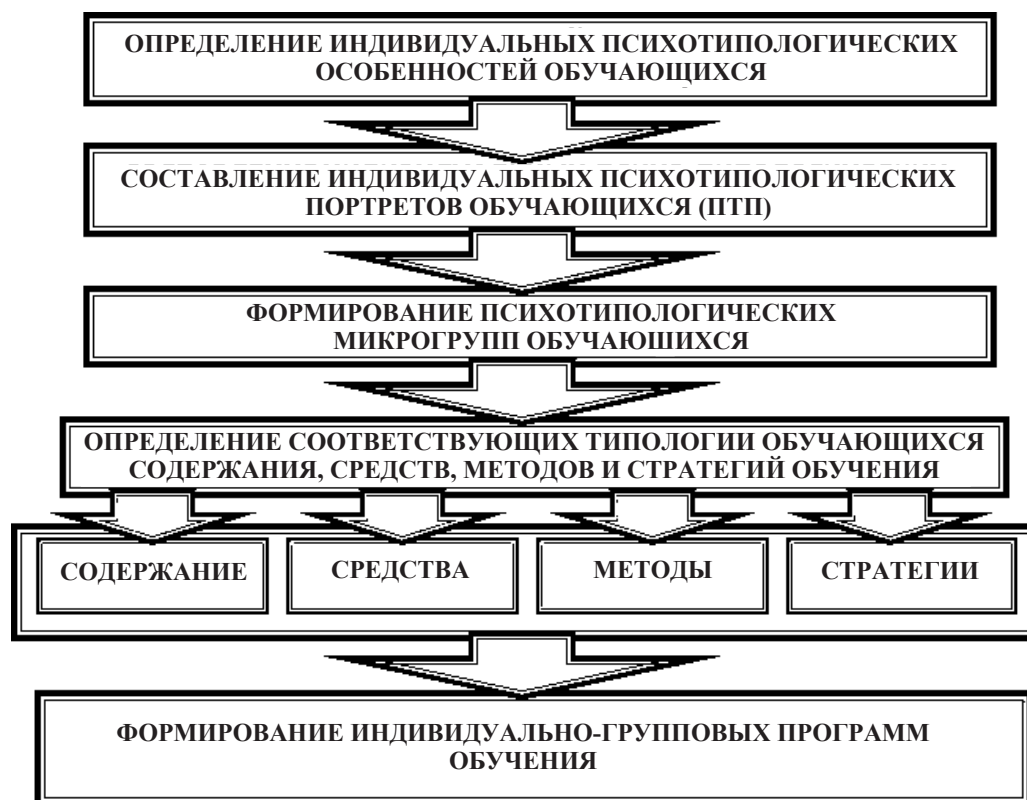 ОПРЕДЕЛЕНИЕ ИНДИВИДУАЛЬНЫХ ПСИХОТИПОЛОГИЧЕСКИХ
ОСОБЕННОСТЕЙ ОБУЧАЮЩИХСЯ
СОСТАВЛЕНИЕ ИНДИВИДУАЛЬНЫХ ПСИХОТИПОЛОГИЧЕСКИХ
ПОРТРЕТОВ ОБУЧАЮЩИХСЯ (ПТП)
ФОРМИРОВАНИЕ ПСИХОТИПОЛОГИЧЕСКИХ
МИКРОГРУПП ОБУЧАЮШИХСЯ
ОПРЕДЕЛЕНИЕ СООТВЕТСТВУЮЩИХ ТИПОЛОГИИ ОБУЧАЮЩИХСЯ
СОДЕРЖАНИЯ, СРЕДСТВ, МЕТОДОВ И СТРАТЕГИЙ ОБУЧЕНИЯ
СОДЕРЖАНИЕ
СРЕДСТВА
МЕТОДЫ
СТРАТЕГИИ
ФОРМИРОВАНИЕ ИНДИВИДУАЛЬНО-ГРУППОВЫХ ПРОГРАММ
ОБУЧЕНИЯ